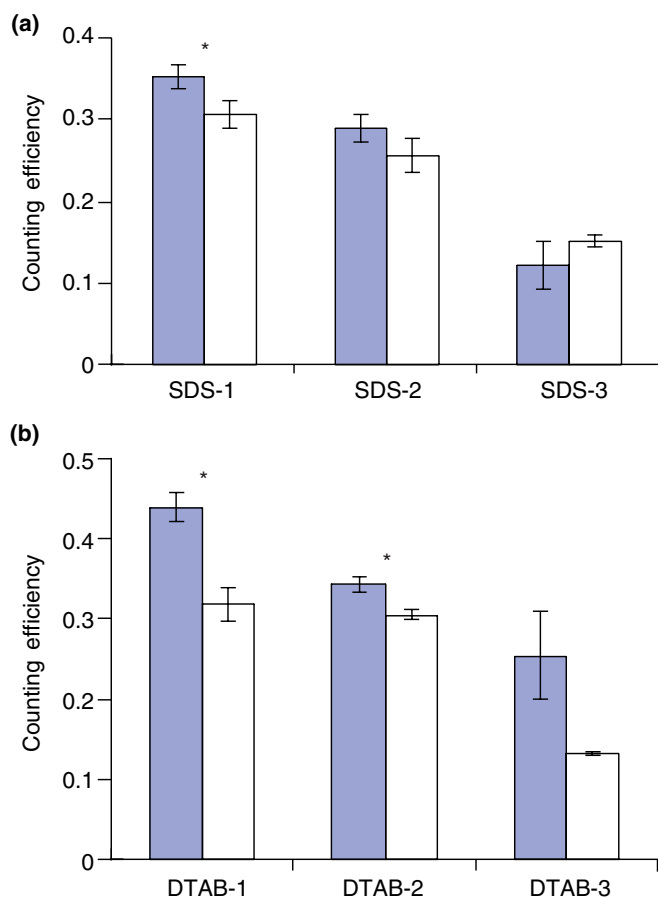 (a)
0.4
0.3
0.2
0.1
0
Counting efficiency
*
SDS-1 SDS-2 SDS-3
(b)
0.5
0.4
0.3
0.2
0.1
0
Counting efficiency
*
*
DTAB-1 DTAB-2 DTAB-3